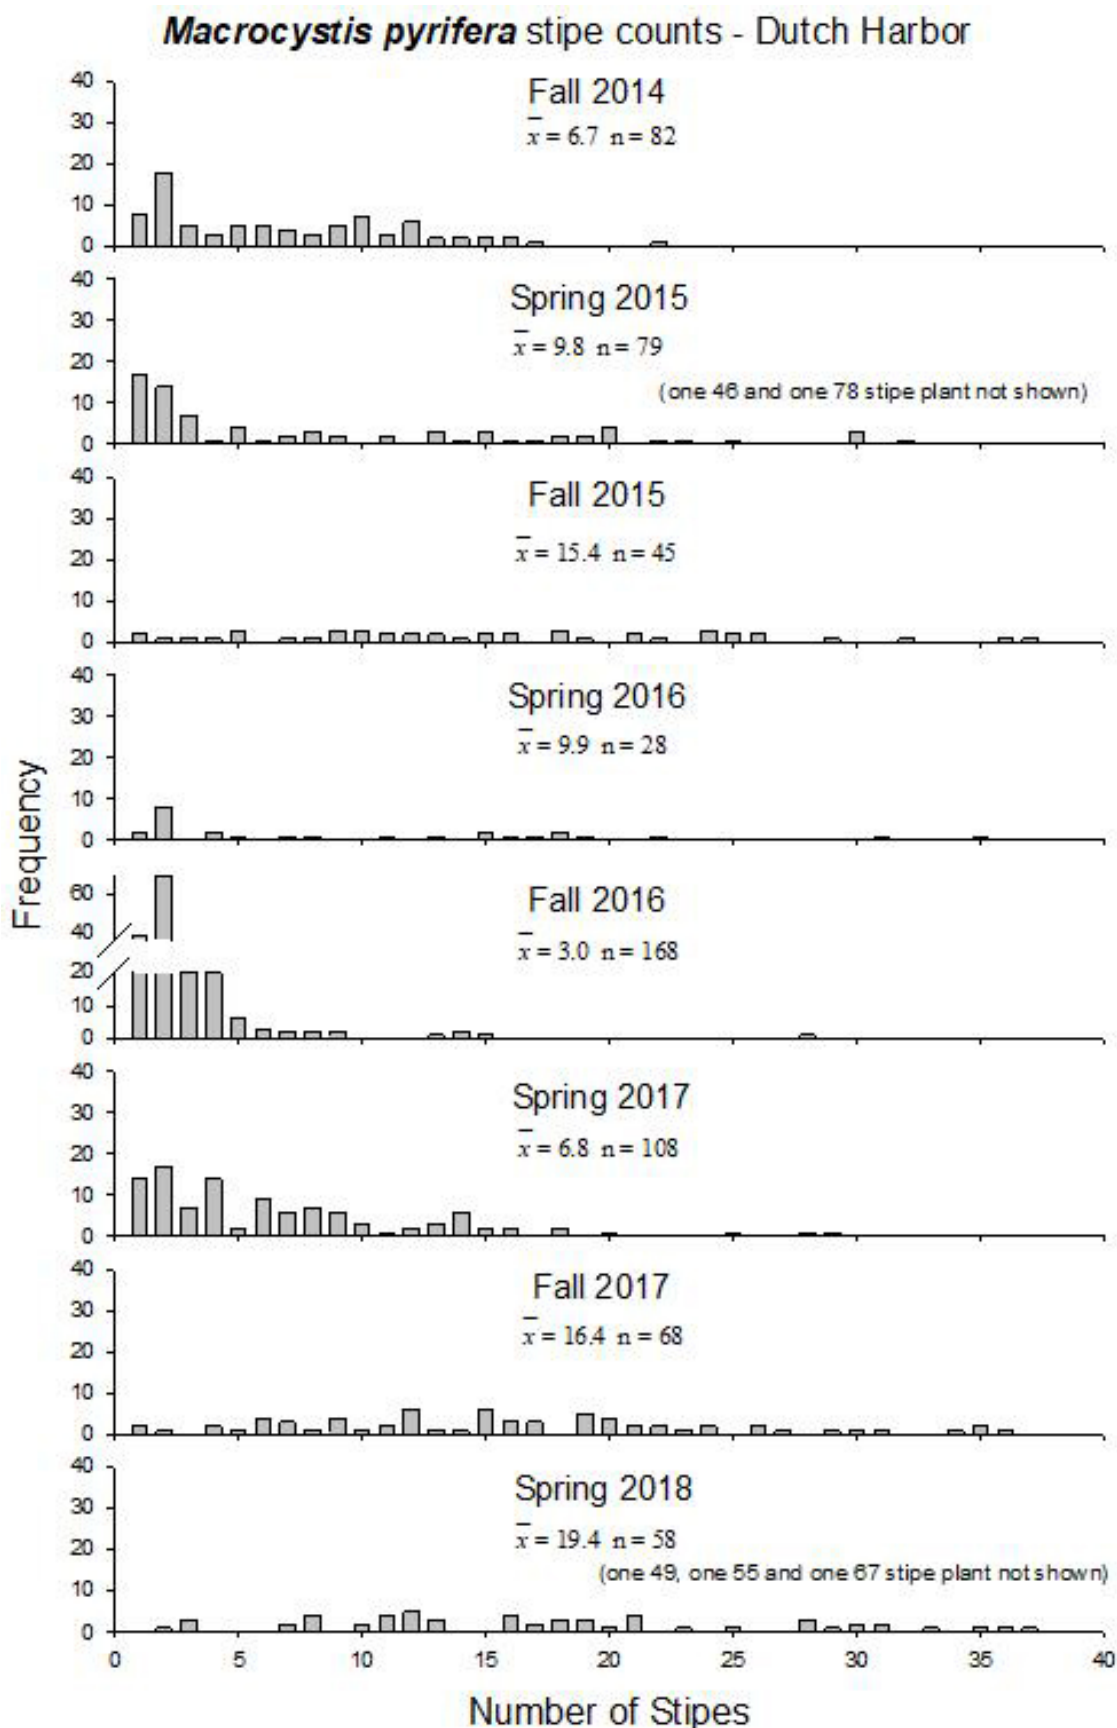 Macrocystis pyrifera stipe counts - Dutch Harbor
Fall 2014
x̄ = 6.7 n = 82
40
30
20
10
0
Spring 2015
x̄ = 9.8 n = 79
(one 46 and one 78 stipe plant not shown)
40
30
20
10
0
Fall 2015
x̄ = 15.4 n = 45
40
30
20
10
0
Spring 2016
x̄ = 9.9 n = 28
40
30
20
10
0
Frequency
Fall 2016
x̄ = 3.0 n = 168
60
40
20
10
0
Spring 2017
x̄ = 6.8 n = 108
40
30
20
10
0
Fall 2017
x̄ = 16.4 n = 68
40
30
20
10
0
Spring 2018
x̄ = 19.4 n = 58
(one 49, one 55 and one 67 stipe plant not shown)
40
30
20
10
0
0 5 10 15 20 25 30 35 40
Number of Stipes